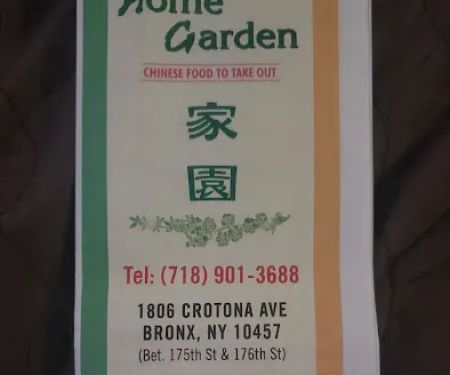 Home
Garden
CHINESE FOOD TO TAKE OUT
家
園
Tel: (718) 901-3688
1806 CROTONA AVE
BRONX, NY 10457
(Bet. 175th St & 176th St)